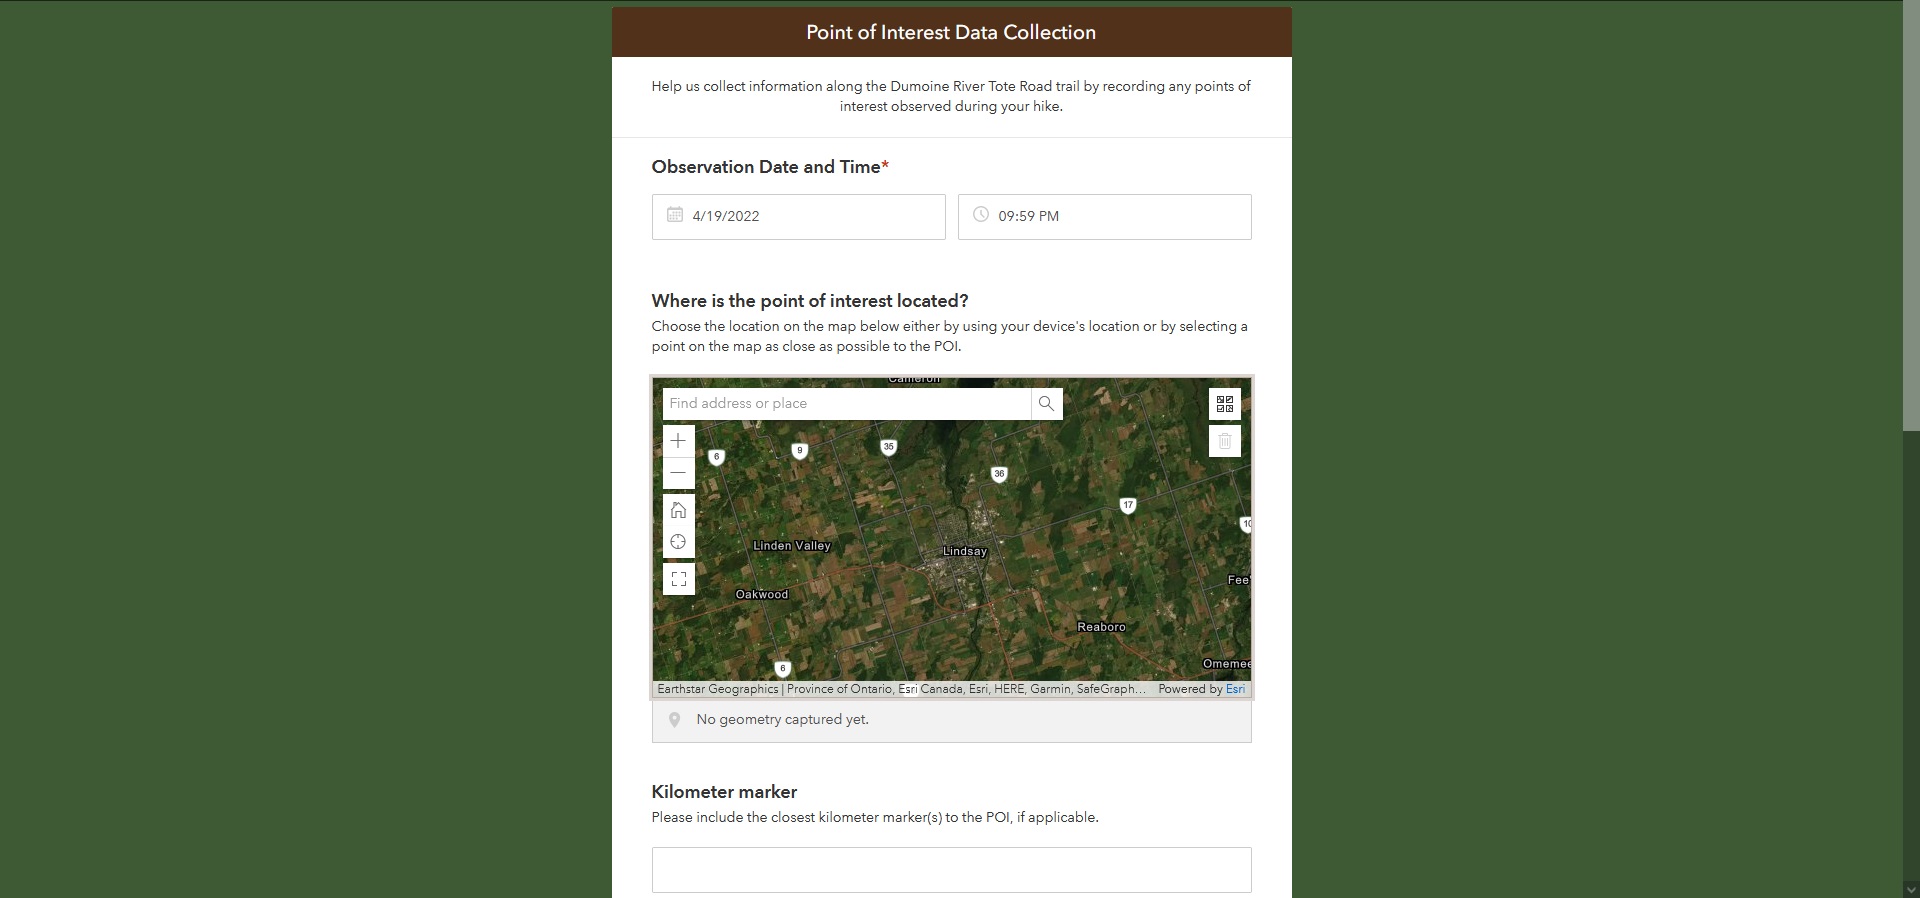 Point of Interest Data Collection
Help us collect information along the Dumoine River Tote Road trail by recording any points of
interest observed during your hike.
Observation Date and Time*
4/19/2022
09:59 PM
Where is the point of interest located?
Choose the location on the map below either by using your device's location or by selecting a
point on the map as close as possible to the POI.
Cameron
Find address or place
6
9
35
36
17
10
Linden Valley
Lindsay
Fee
Oakwood
Reaboro
Omemee
6
Earthstar Geographics | Province of Ontario, Esri Canada, Esri, HERE, Garmin, SafeGraph...
Powered by Esri
No geometry captured yet.
Kilometer marker
Please include the closest kilometer marker(s) to the POI, if applicable.